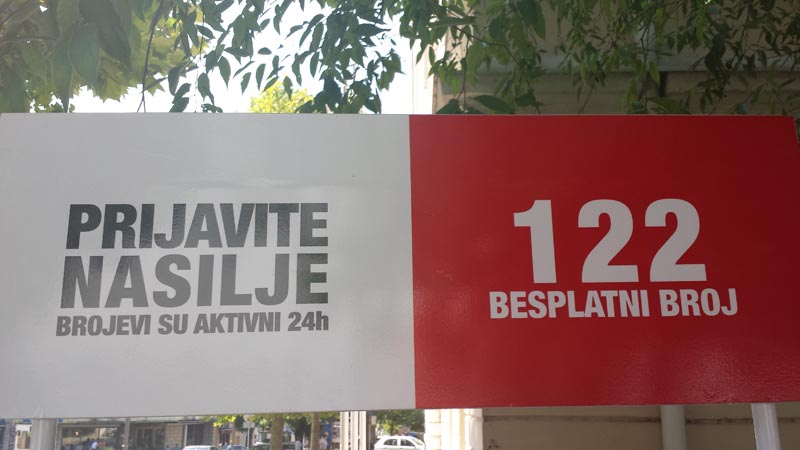 PRIJAVITE
NASILJE
BROJEVI SU AKTIVNI 24h
122
BESPLATNI BROJ